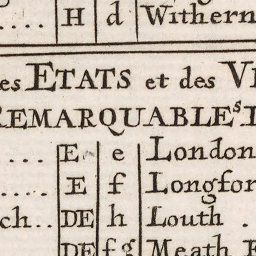 .... H d Withern
es ETATS et des V
REMARQUABLEˢ
.... E e London
.... E f Longfor
ch.. DE h Louth .
DE f g Meath E